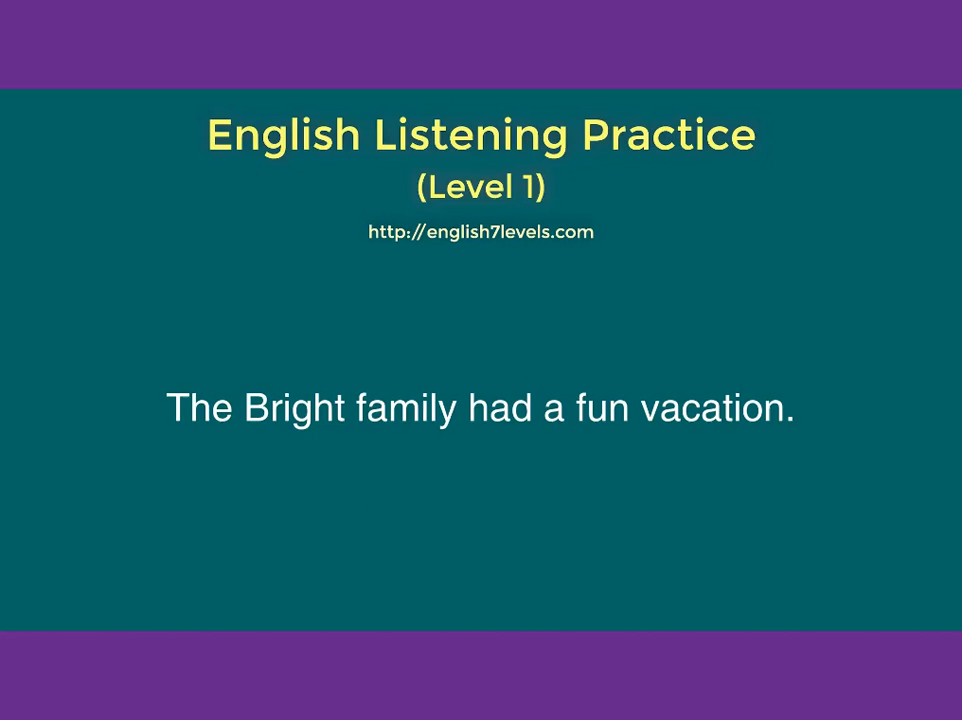 English Listening Practice
(Level 1)
http://english7levels.com
The Bright family had a fun vacation.